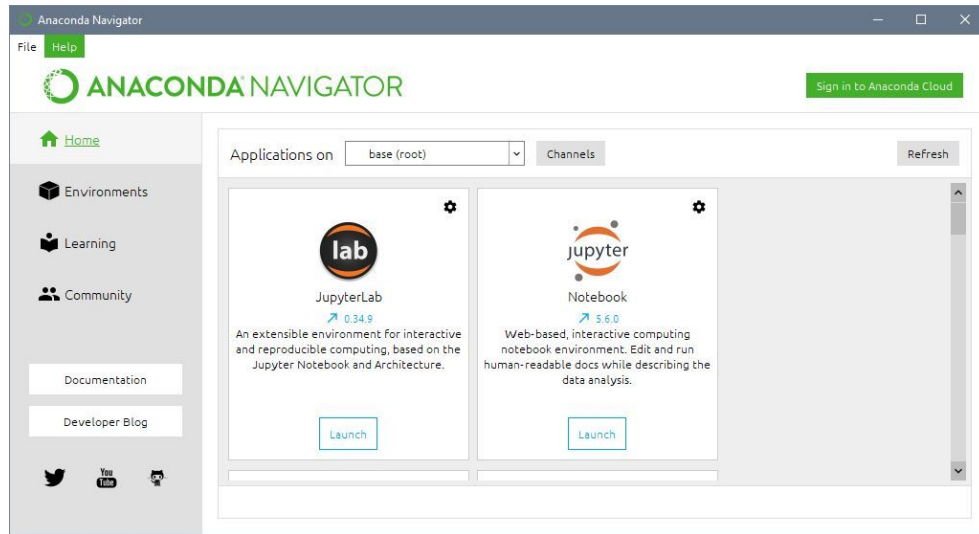 Anaconda Navigator
File Help
ANACONDA NAVIGATOR
Sign in to Anaconda Cloud
Home
Environments
Learning
Community
Documentation
Developer Blog
You
Tube
Applications on base (root) Channels Refresh
lab
JupyterLab
0.34.9
An extensible environment for interactive
and reproducible computing, based on the
Jupyter Notebook and Architecture.
Launch
jupyter
Notebook
5.6.0
Web-based, interactive computing
notebook environment. Edit and run
human-readable docs while describing the
data analysis.
Launch